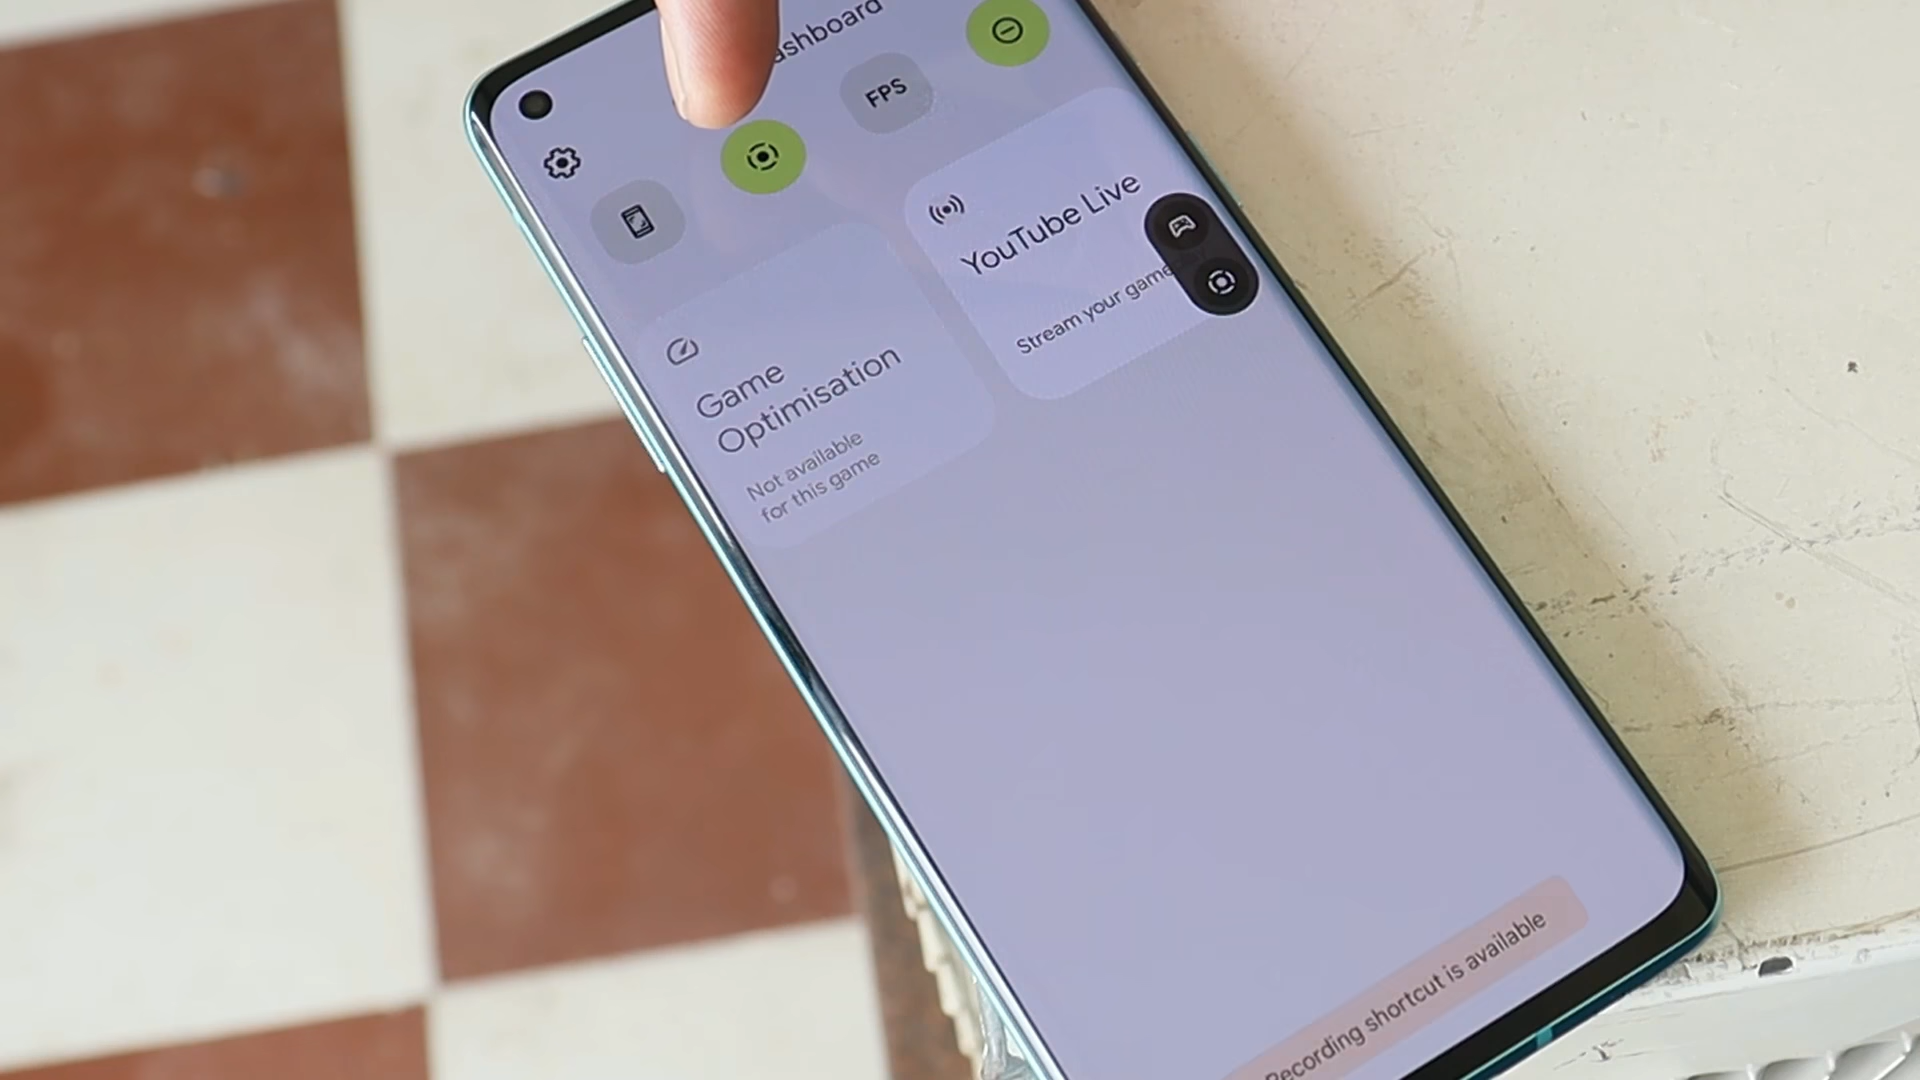 ashboard
FPS
YouTube Live
Stream your game
Game
Optimisation
Not available
for this game
Recording shortcut is available